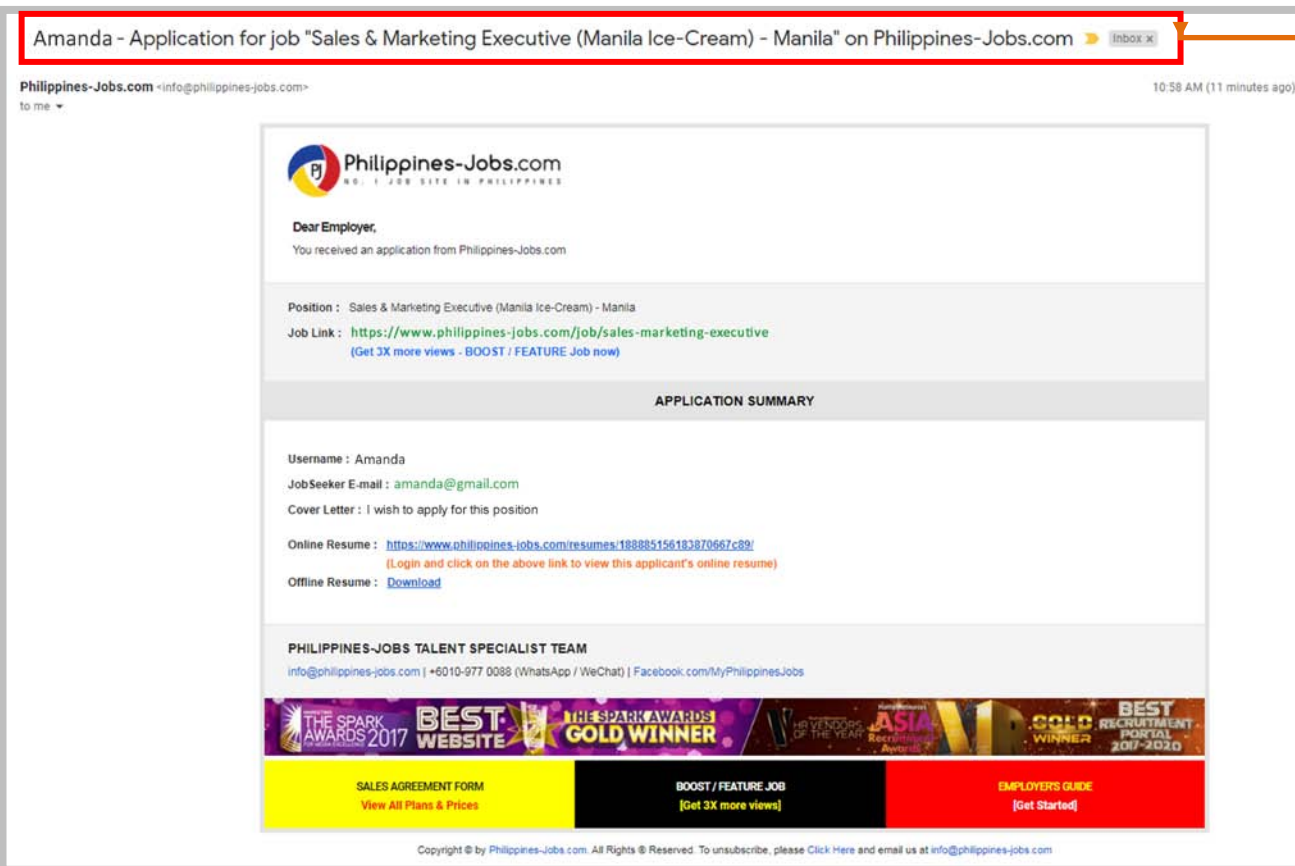 Amanda - Application for job "Sales & Marketing Executive (Manila Ice-Cream) - Manila" on Philippines-Jobs.com Inbox x
Philippines-Jobs.com <info@philippines-jobs.com> 10:58 AM (11 minutes ago)
to me
PJ Philippines-Jobs.com
NO. 1 JOB SITE IN PHILIPPINES
Dear Employer,
You received an application from Philippines-Jobs.com
Position : Sales & Marketing Executive (Manila Ice-Cream) - Manila
Job Link : https://www.philippines-jobs.com/job/sales-marketing-executive
(Get 3X more views - BOOST / FEATURE Job now)
APPLICATION SUMMARY
Username : Amanda
JobSeeker E-mail : amanda@gmail.com
Cover Letter : I wish to apply for this position
Online Resume : https://www.philippines-jobs.com/resumes/188885156183870667c89/
(Login and click on the above link to view this applicant's online resume)
Offline Resume : Download
PHILIPPINES-JOBS TALENT SPECIALIST TEAM
info@philippines-jobs.com | +6010-977 0088 (WhatsApp / WeChat) | Facebook.com/MyPhilippinesJobs
THE SPARK AWARDS 2017 FOR MEDIA EXCELLENCE BEST WEBSITE THE SPARK AWARDS GOLD WINNER HR VENDORS OF THE YEAR ASIA Recruitment Awards GOLD WINNER BEST RECRUITMENT PORTAL 2017-2020
SALES AGREEMENT FORM BOOST / FEATURE JOB EMPLOYER'S GUIDE
View All Plans & Prices [Get 3X more views] [Get Started]
Copyright © by Philippines-Jobs.com. All Rights ® Reserved. To unsubscribe, please Click Here and email us at info@philippines-jobs.com